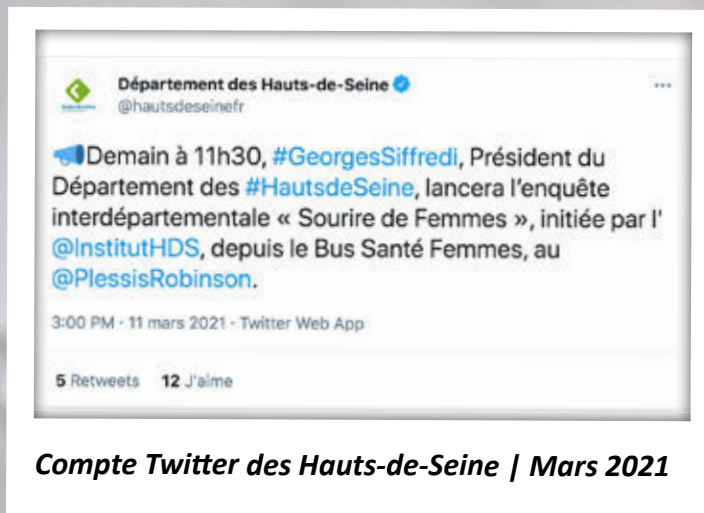 Département des Hauts-de-Seine
@hautsdeseinefr
Demain à 11h30, #GeorgesSiffredi, Président du
Département des #HautsdeSeine, lancera l'enquête
interdépartementale « Sourire de Femmes », initiée par l'
@InstitutHDS, depuis le Bus Santé Femmes, au
@PlessisRobinson.
3:00 PM · 11 mars 2021 · Twitter Web App
5 Retweets 12 J'aime
Compte Twitter des Hauts-de-Seine | Mars 2021